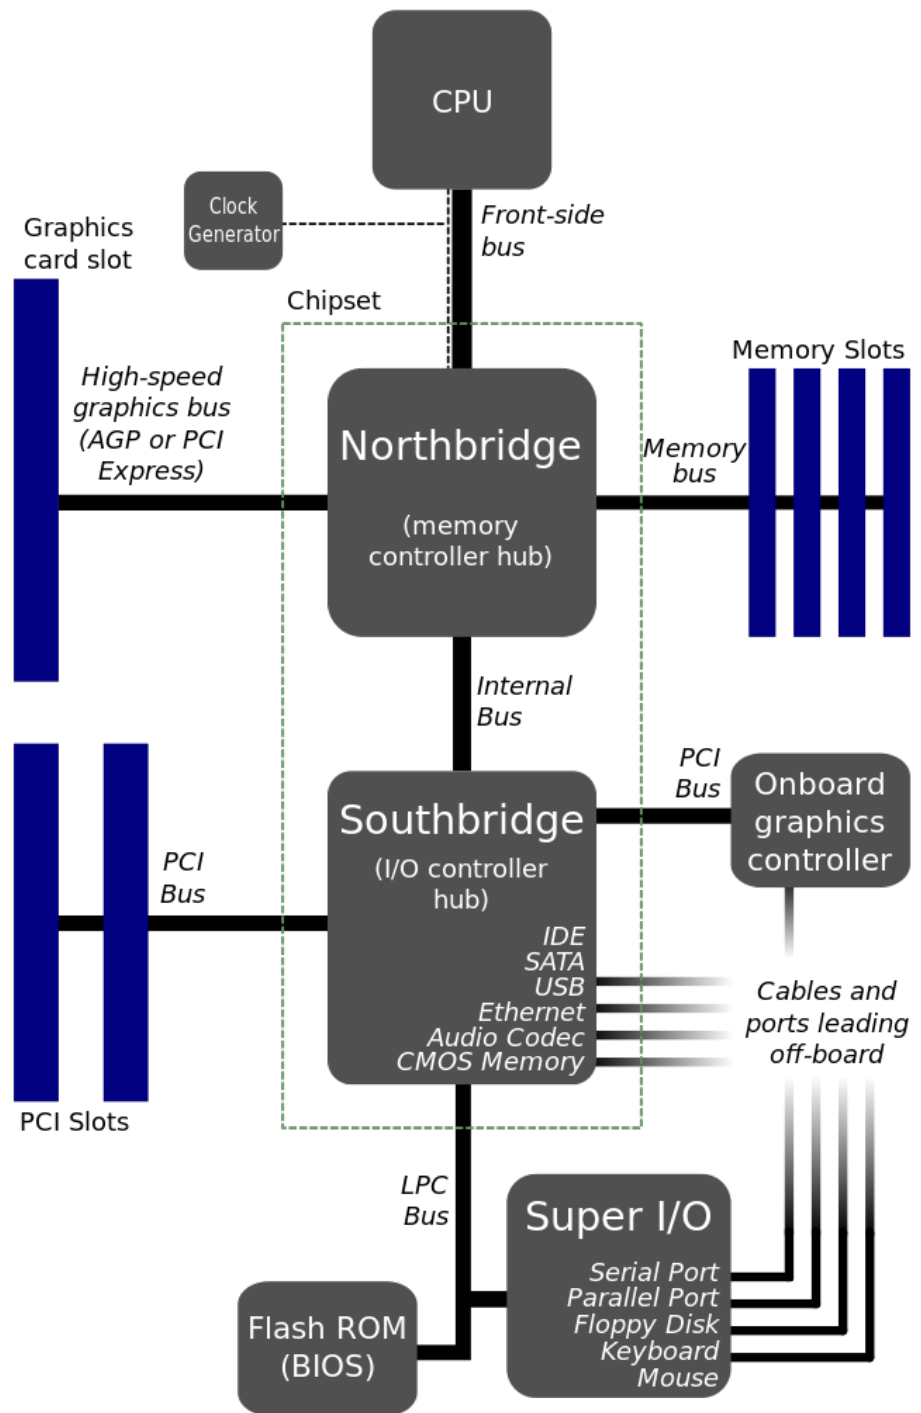 CPU
Clock
Generator
Front-side
bus
Graphics
card slot
Chipset
High-speed
graphics bus
(AGP or PCI
Express)
Northbridge
(memory
controller hub)
Memory Slots
Memory
bus
Internal
Bus
PCI
Bus
Onboard
graphics
controller
Southbridge
(I/O controller
hub)
IDE
SATA
USB
Ethernet
Audio Codec
CMOS Memory
PCI
Bus
PCI Slots
Cables and
ports leading
off-board
LPC
Bus
Super I/O
Serial Port
Parallel Port
Floppy Disk
Keyboard
Mouse
Flash ROM
(BIOS)